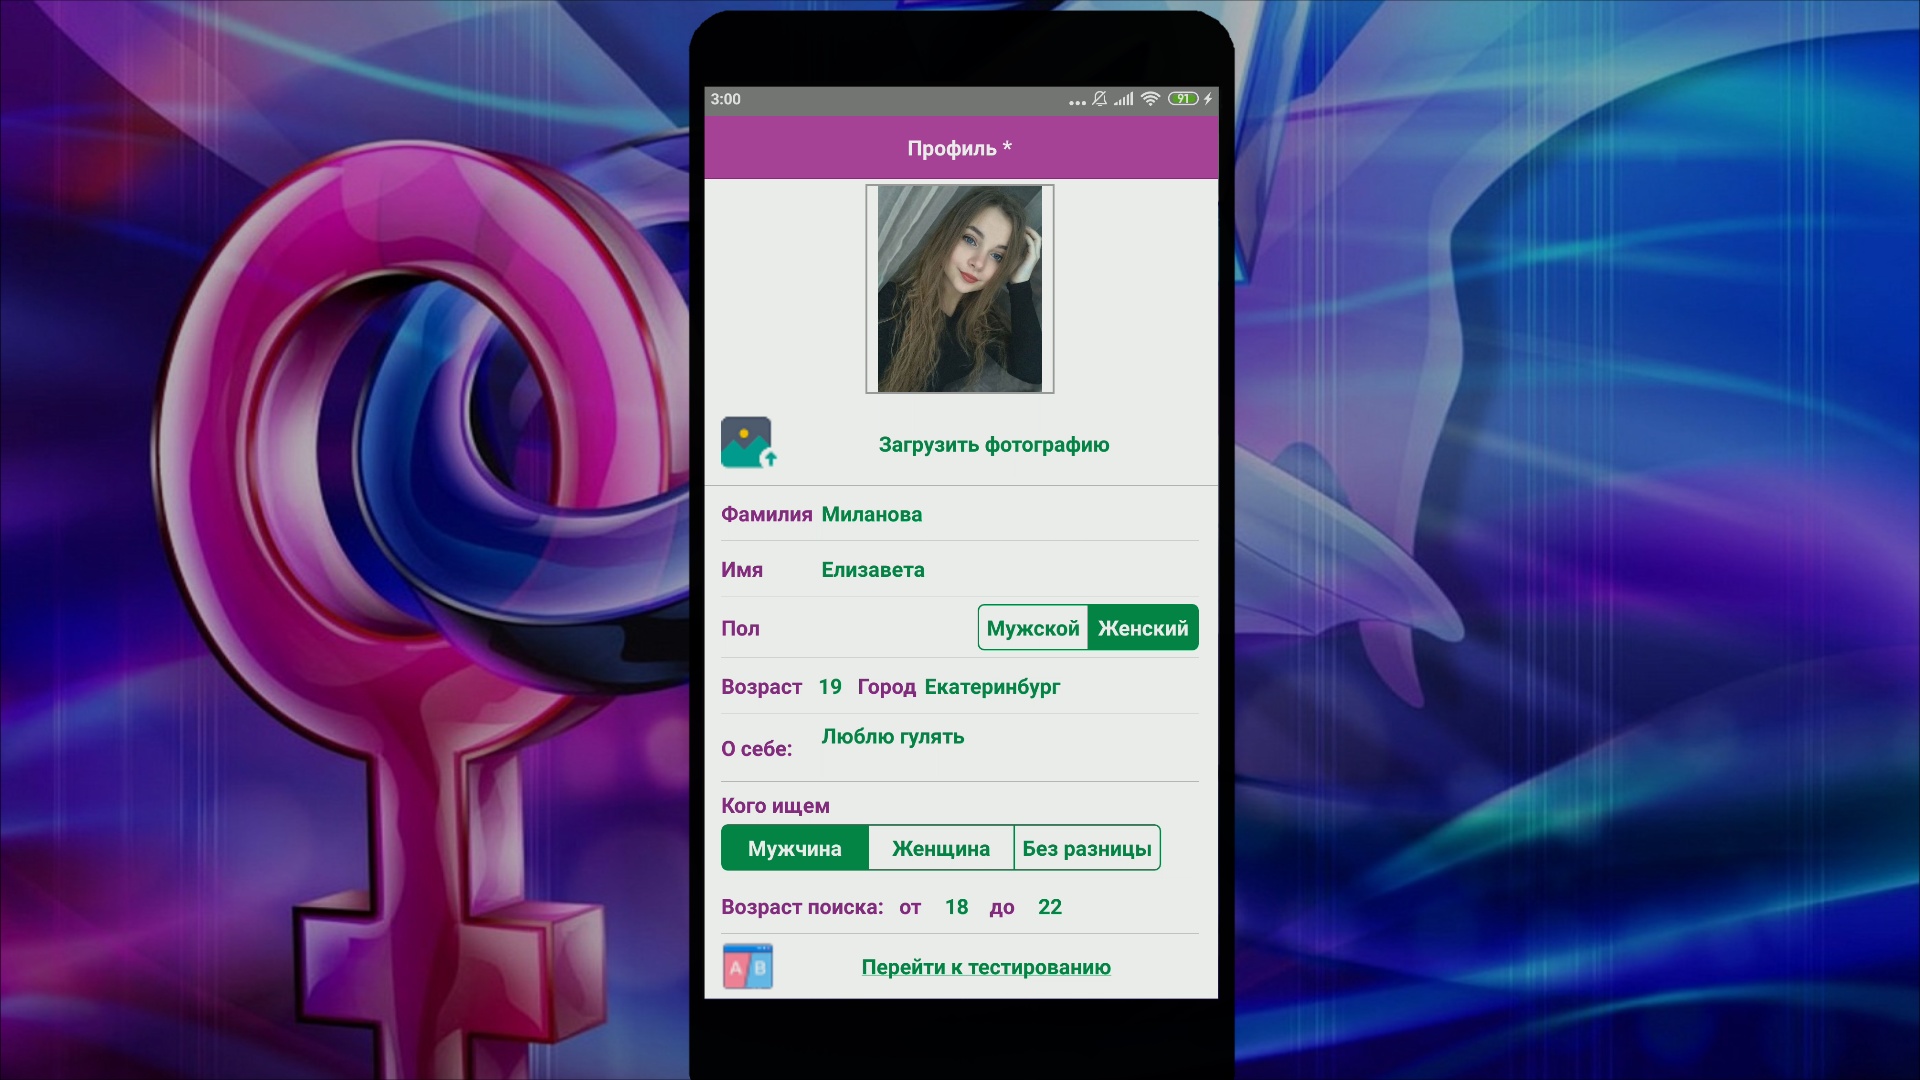 3:00 ... 91
Профиль *
Загрузить фотографию
Фамилия Миланова
Имя Елизавета
Пол Мужской Женский
Возраст 19 Город Екатеринбург
О себе: Люблю гулять
Кого ищем
Мужчина Женщина Без разницы
Возраст поиска: от 18 до 22
A B Перейти к тестированию